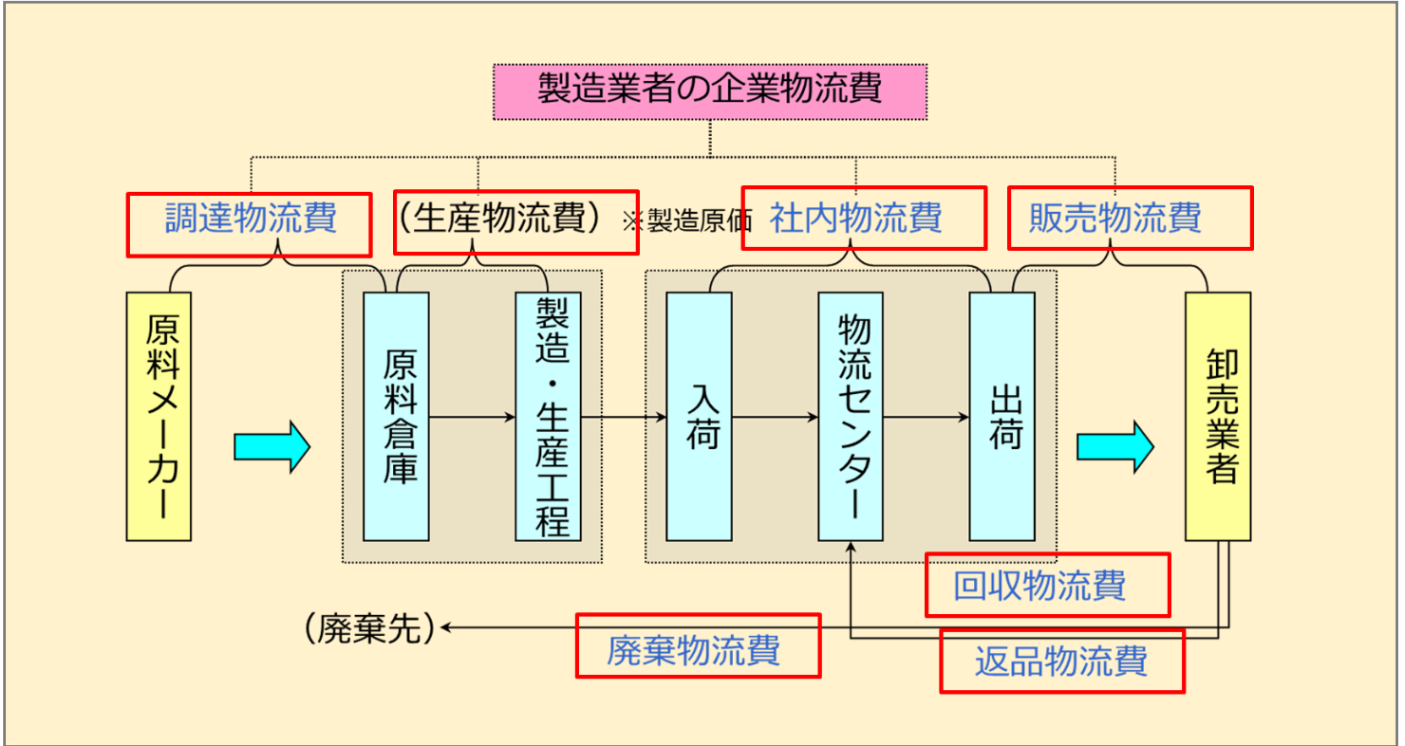 製造業者の企業物流費
調達物流費
(生産物流費)
※製造原価
社内物流費
販売物流費
原料メーカー
原料倉庫
製造・生産工程
入荷
物流センター
出荷
卸売業者
回収物流費
(廃棄先)
廃棄物流費
返品物流費